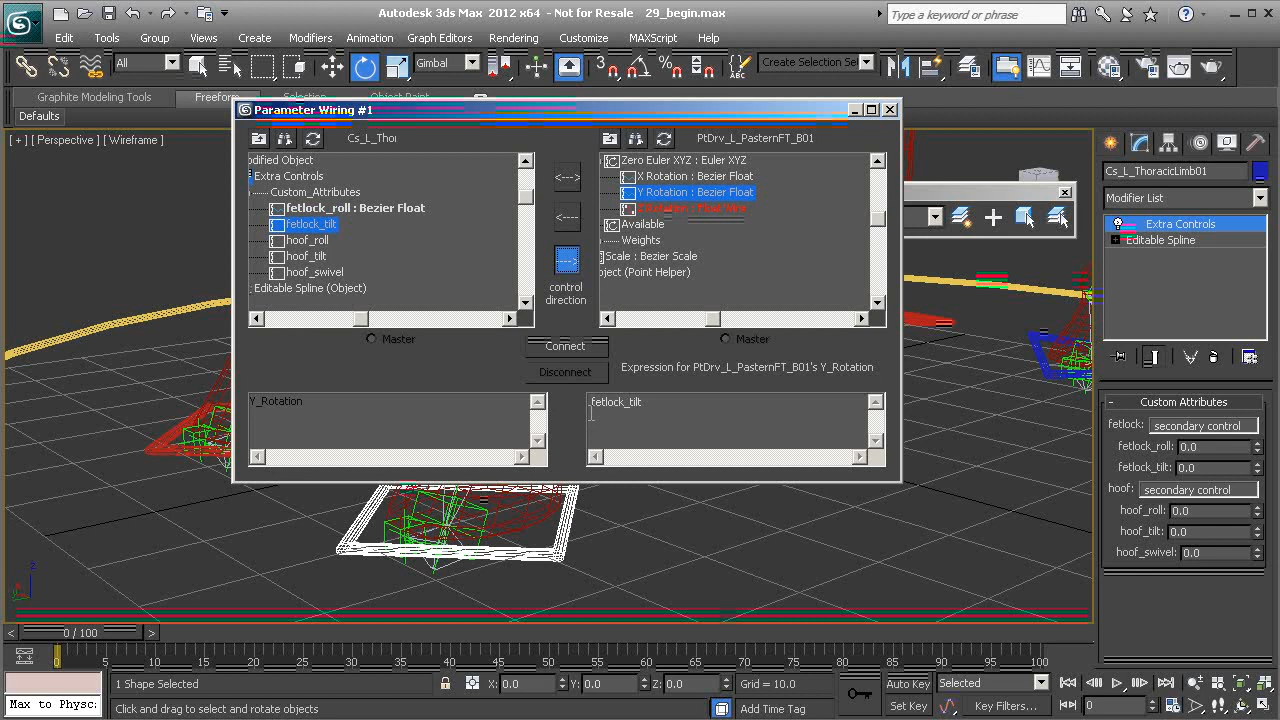 Autodesk 3ds Max 2012 x64 - Not for Resale 29_begin.max
Type a keyword or phrase
Edit Tools Group Views Create Modifiers Animation Graph Editors Rendering Customize MAXScript Help
All
Gimbal
Create Selection Se
Graphite Modeling Tools Freeform Selection Object Paint
Defaults
[ + ] [ Perspective ] [ Wireframe ]
Parameter Wiring #1
Cs_L_Thoi
PtDrv_L_PasternFT_B01
dified Object
Extra Controls
Custom_Attributes
fetlock_roll : Bezier Float
fetlock_tilt
hoof_roll
hoof_tilt
hoof_swivel
Editable Spline (Object)
<--->
<---
--->
control
direction
Zero Euler XYZ : Euler XYZ
X Rotation : Bezier Float
Y Rotation : Bezier Float
Available
Weights
Scale : Bezier Scale
bject (Point Helper)
Master
Master
Connect
Disconnect
Expression for PtDrv_L_PasternFT_B01's Y_Rotation
Y_Rotation
fetlock_tilt
Cs_L_ThoracicLimb01
Modifier List
Extra Controls
Editable Spline
Custom Attributes
fetlock: secondary control
fetlock_roll: 0.0
fetlock_tilt: 0.0
hoof: secondary control
hoof_roll: 0.0
hoof_tilt: 0.0
hoof_swivel: 0.0
< 0 / 100 >
0 5 10 15 20 25 30 35 40 45 50 55 60 65 70 75 80 85 90 95 100
1 Shape Selected
X: 0.0 Y: 0.0 Z: 0.0
Grid = 10.0
Auto Key
Selected
Max to Physc:
Click and drag to select and rotate objects
Add Time Tag
Set Key
Key Filters...
0